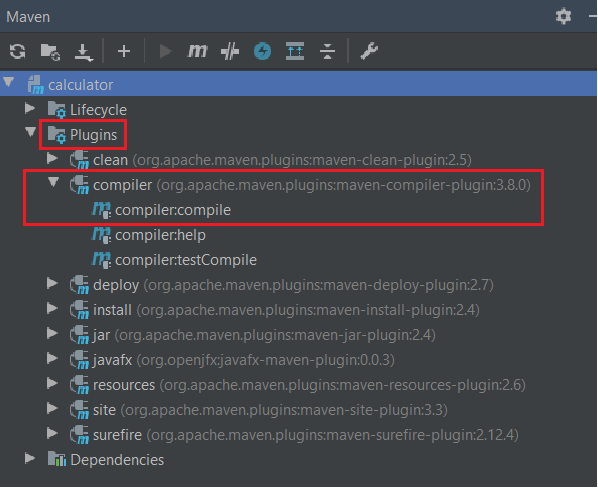 Maven
calculator
Lifecycle
Plugins
clean (org.apache.maven.plugins:maven-clean-plugin:2.5)
compiler (org.apache.maven.plugins:maven-compiler-plugin:3.8.0)
compiler:compile
compiler:help
compiler:testCompile
deploy (org.apache.maven.plugins:maven-deploy-plugin:2.7)
install (org.apache.maven.plugins:maven-install-plugin:2.4)
jar (org.apache.maven.plugins:maven-jar-plugin:2.4)
javafx (org.openjfx:javafx-maven-plugin:0.0.3)
resources (org.apache.maven.plugins:maven-resources-plugin:2.6)
site (org.apache.maven.plugins:maven-site-plugin:3.3)
surefire (org.apache.maven.plugins:maven-surefire-plugin:2.12.4)
Dependencies